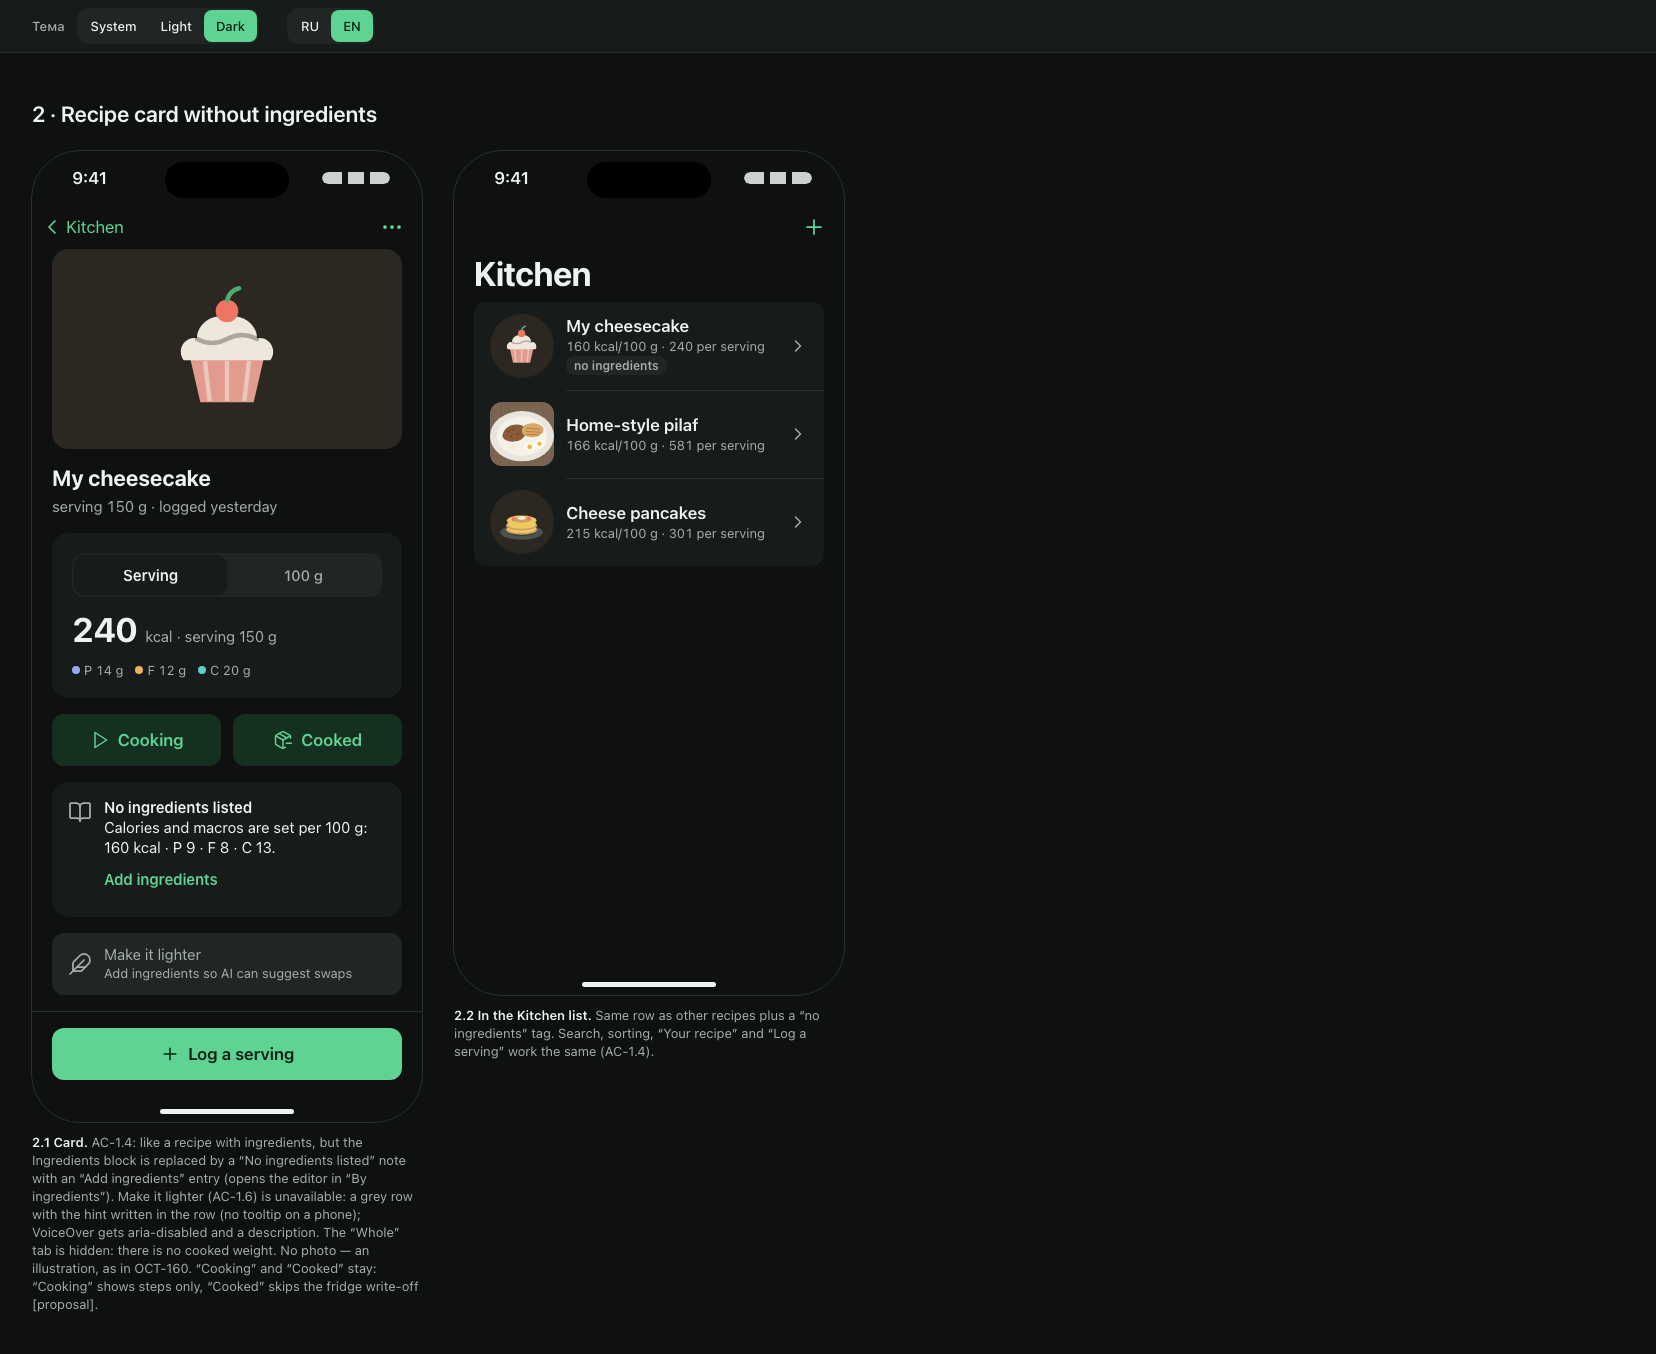 Тема
System
Light
Dark
RU
EN
2 · Recipe card without ingredients
9:41
Kitchen
My cheesecake
serving 150 g · logged yesterday
Serving
100 g
240 kcal · serving 150 g
P 14 g
F 12 g
C 20 g
Cooking
Cooked
No ingredients listed
Calories and macros are set per 100 g:
160 kcal · P 9 · F 8 · C 13.
Add ingredients
Make it lighter
Add ingredients so AI can suggest swaps
Log a serving
2.1 Card. AC-1.4: like a recipe with ingredients, but the
Ingredients block is replaced by a “No ingredients listed” note
with an “Add ingredients” entry (opens the editor in “By
ingredients”). Make it lighter (AC-1.6) is unavailable: a grey row
with the hint written in the row (no tooltip on a phone);
VoiceOver gets aria-disabled and a description. The “Whole”
tab is hidden: there is no cooked weight. No photo — an
illustration, as in OCT-160. “Cooking” and “Cooked” stay:
“Cooking” shows steps only, “Cooked” skips the fridge write-off
[proposal].
9:41
Kitchen
My cheesecake
160 kcal/100 g · 240 per serving
no ingredients
Home-style pilaf
166 kcal/100 g · 581 per serving
Cheese pancakes
215 kcal/100 g · 301 per serving
2.2 In the Kitchen list. Same row as other recipes plus a “no
ingredients” tag. Search, sorting, “Your recipe” and “Log a
serving” work the same (AC-1.4).